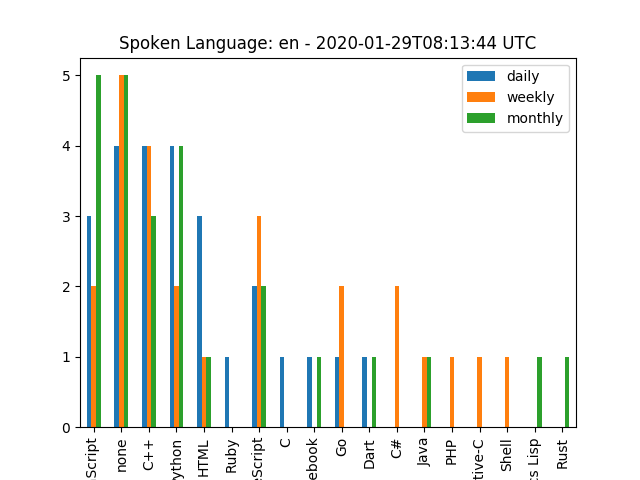 Spoken Language: en - 2020-01-29T08:13:44 UTC
daily
weekly
monthly
5
4
3
2
1
0
Script
none
C++
ython
HTML
Ruby
eScript
C
ebook
Go
Dart
C#
Java
PHP
tive-C
Shell
s Lisp
Rust